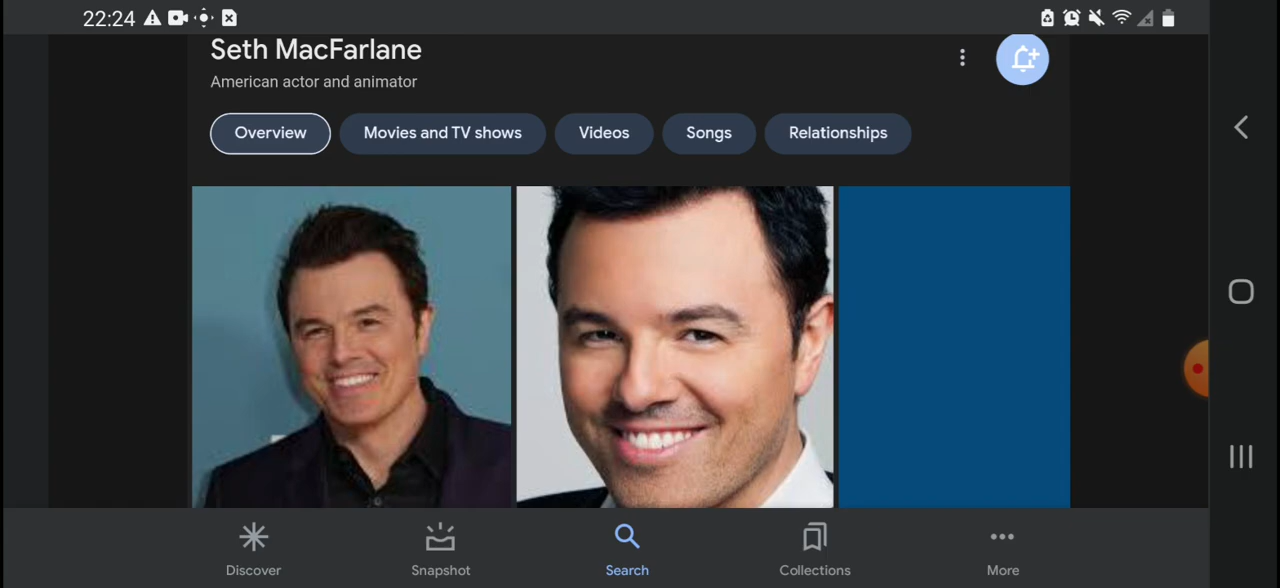 22:24
Seth MacFarlane
American actor and animator
Overview Movies and TV shows Videos Songs Relationships
Discover Snapshot Search Collections More